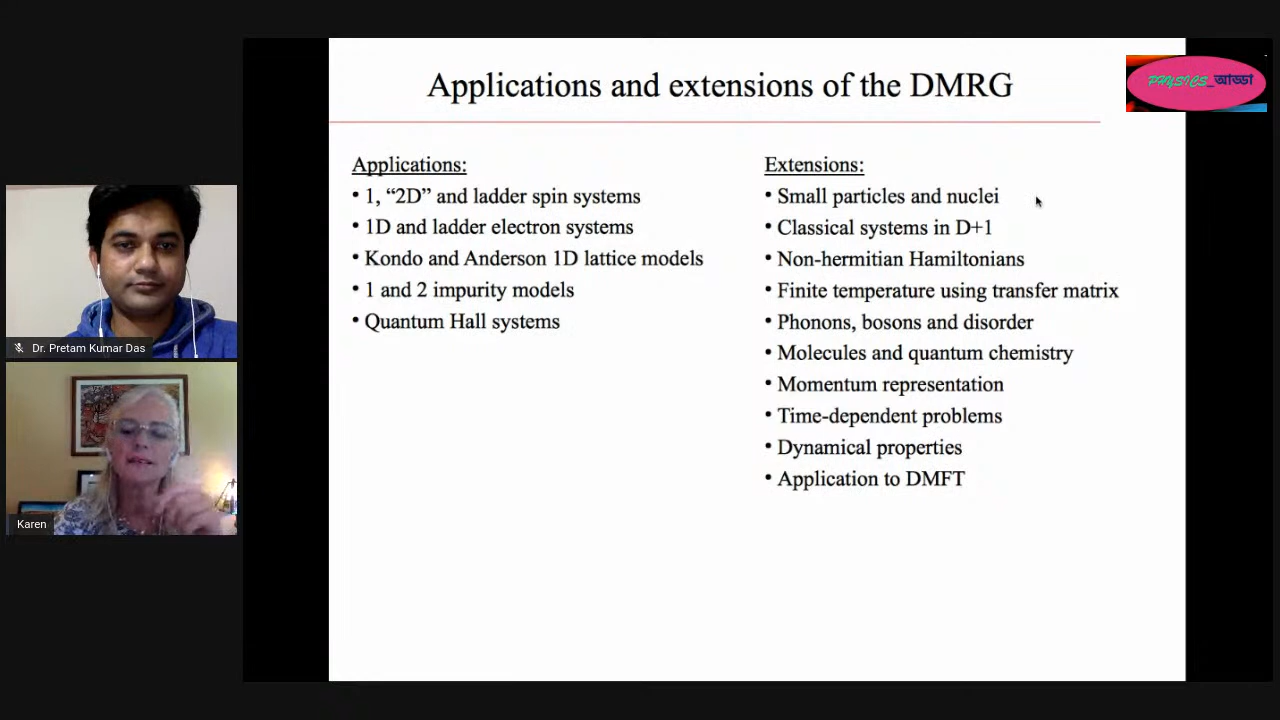 Applications and extensions of the DMRG
PHYSICS_আড্ডা
Applications:
• 1, “2D” and ladder spin systems
• 1D and ladder electron systems
• Kondo and Anderson 1D lattice models
• 1 and 2 impurity models
• Quantum Hall systems
Extensions:
• Small particles and nuclei
• Classical systems in D+1
• Non-hermitian Hamiltonians
• Finite temperature using transfer matrix
• Phonons, bosons and disorder
• Molecules and quantum chemistry
• Momentum representation
• Time-dependent problems
• Dynamical properties
• Application to DMFT
Dr. Pretam Kumar Das
Karen